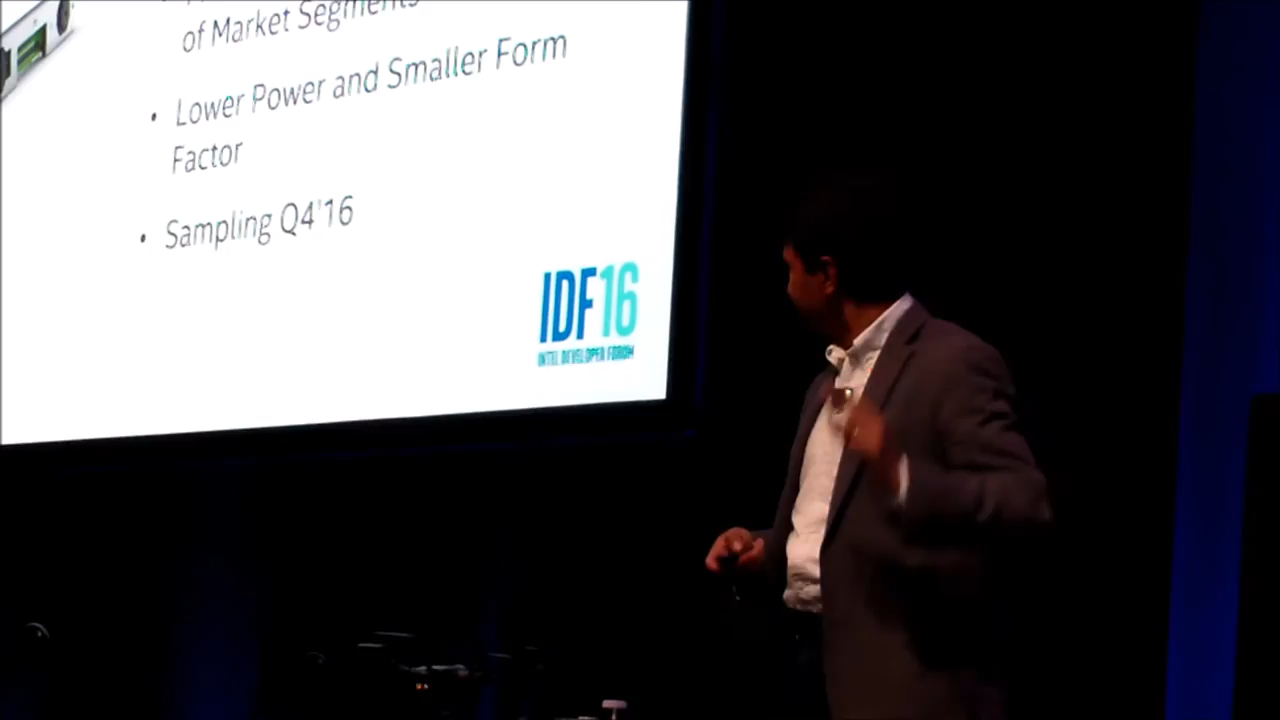 of Market Segments
• Lower Power and Smaller Form
Factor
• Sampling Q4'16
IDF16
INTEL DEVELOPER FORUM